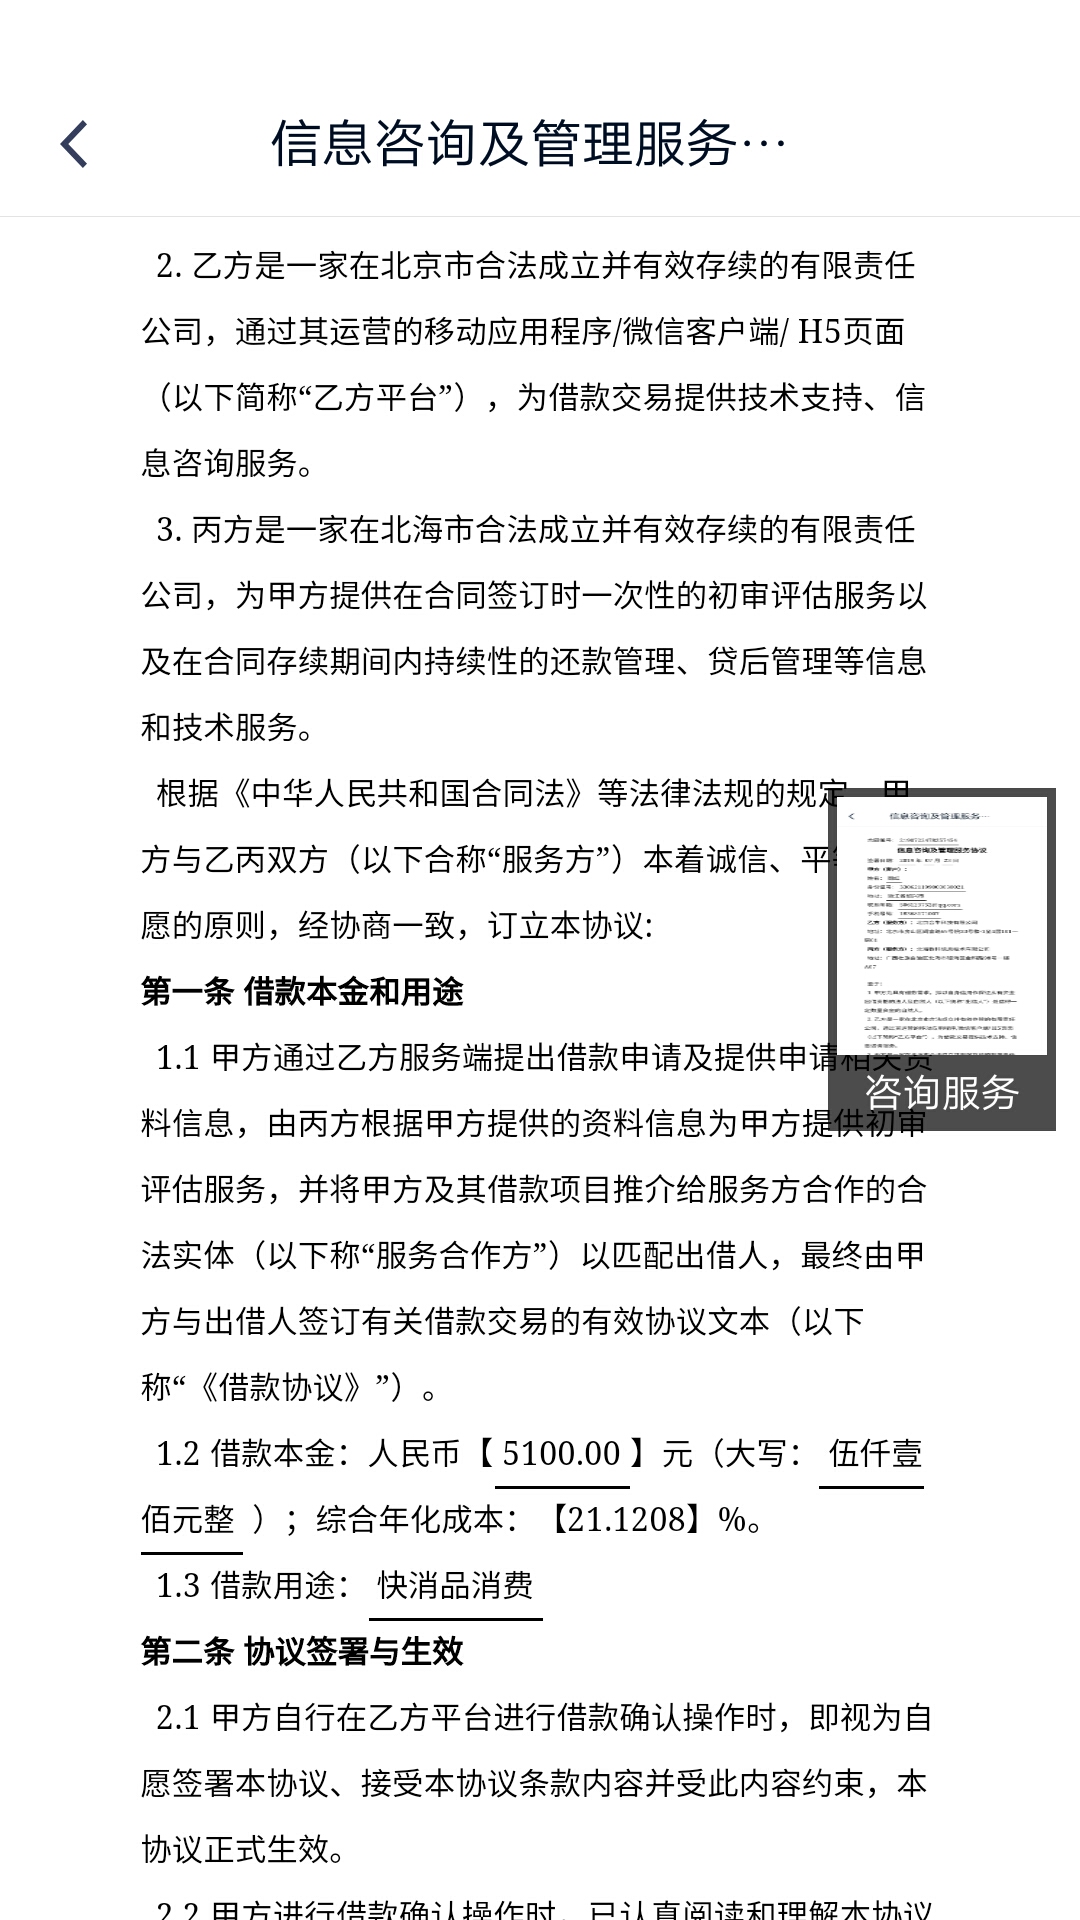 信息咨询及管理服务…
2. 乙方是一家在北京市合法成立并有效存续的有限责任
公司，通过其运营的移动应用程序/微信客户端/ H5页面
（以下简称“乙方平台”），为借款交易提供技术支持、信
息咨询服务。
3. 丙方是一家在北海市合法成立并有效存续的有限责任
公司，为甲方提供在合同签订时一次性的初审评估服务以
及在合同存续期间内持续性的还款管理、贷后管理等信息
和技术服务。
根据《中华人民共和国合同法》等法律法规的规定，甲
方与乙丙双方（以下合称“服务方”）本着诚信、平
愿的原则，经协商一致，订立本协议:
第一条 借款本金和用途
1.1 甲方通过乙方服务端提出借款申请及提供申请相关资
料信息，由丙方根据甲方提供的资料信息为甲方提供初审
评估服务，并将甲方及其借款项目推介给服务方合作的合
法实体（以下称“服务合作方”）以匹配出借人，最终由甲
方与出借人签订有关借款交易的有效协议文本（以下
称“《借款协议》”）。
1.2 借款本金：人民币【 5100.00 】元（大写： 伍仟壹
佰元整 ）；综合年化成本：【21.1208】%。
1.3 借款用途： 快消品消费
第二条 协议签署与生效
2.1 甲方自行在乙方平台进行借款确认操作时，即视为自
愿签署本协议、接受本协议条款内容并受此内容约束，本
协议正式生效。
2.2 甲方进行借款确认操作时，已认真阅读和理解本协议
信息咨询及管理服务…
信息咨询及管理服务协议
咨询服务